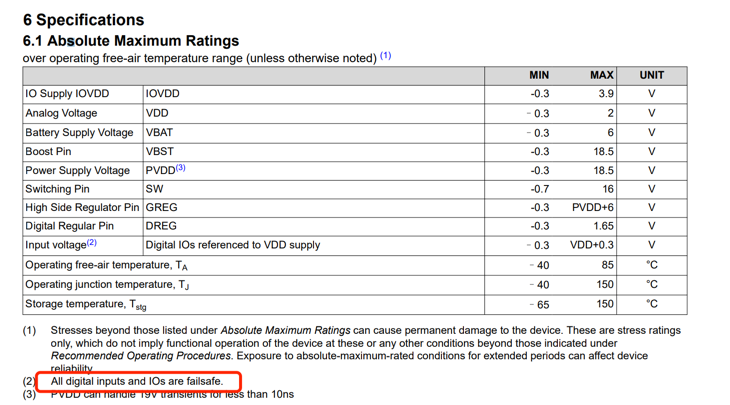 6 Specifications
6.1 Absolute Maximum Ratings
over operating free-air temperature range (unless otherwise noted) (1)
MIN MAX UNIT
IO Supply IOVDD IOVDD -0.3 3.9 V
Analog Voltage VDD - 0.3 2 V
Battery Supply Voltage VBAT - 0.3 6 V
Boost Pin VBST -0.3 18.5 V
Power Supply Voltage PVDD(3) -0.3 18.5 V
Switching Pin SW -0.7 16 V
High Side Regulator Pin GREG -0.3 PVDD+6 V
Digital Regular Pin DREG -0.3 1.65 V
Input voltage(2) Digital IOs referenced to VDD supply - 0.3 VDD+0.3 V
Operating free-air temperature, TA - 40 85 °C
Operating junction temperature, TJ - 40 150 °C
Storage temperature, Tstg - 65 150 °C
(1) Stresses beyond those listed under Absolute Maximum Ratings can cause permanent damage to the device. These are stress ratings
only, which do not imply functional operation of the device at these or any other conditions beyond those indicated under
Recommended Operating Procedures. Exposure to absolute-maximum-rated conditions for extended periods can affect device
reliability.
(2) All digital inputs and IOs are failsafe.
(3) PVDD can handle 19V transients for less than 10ns